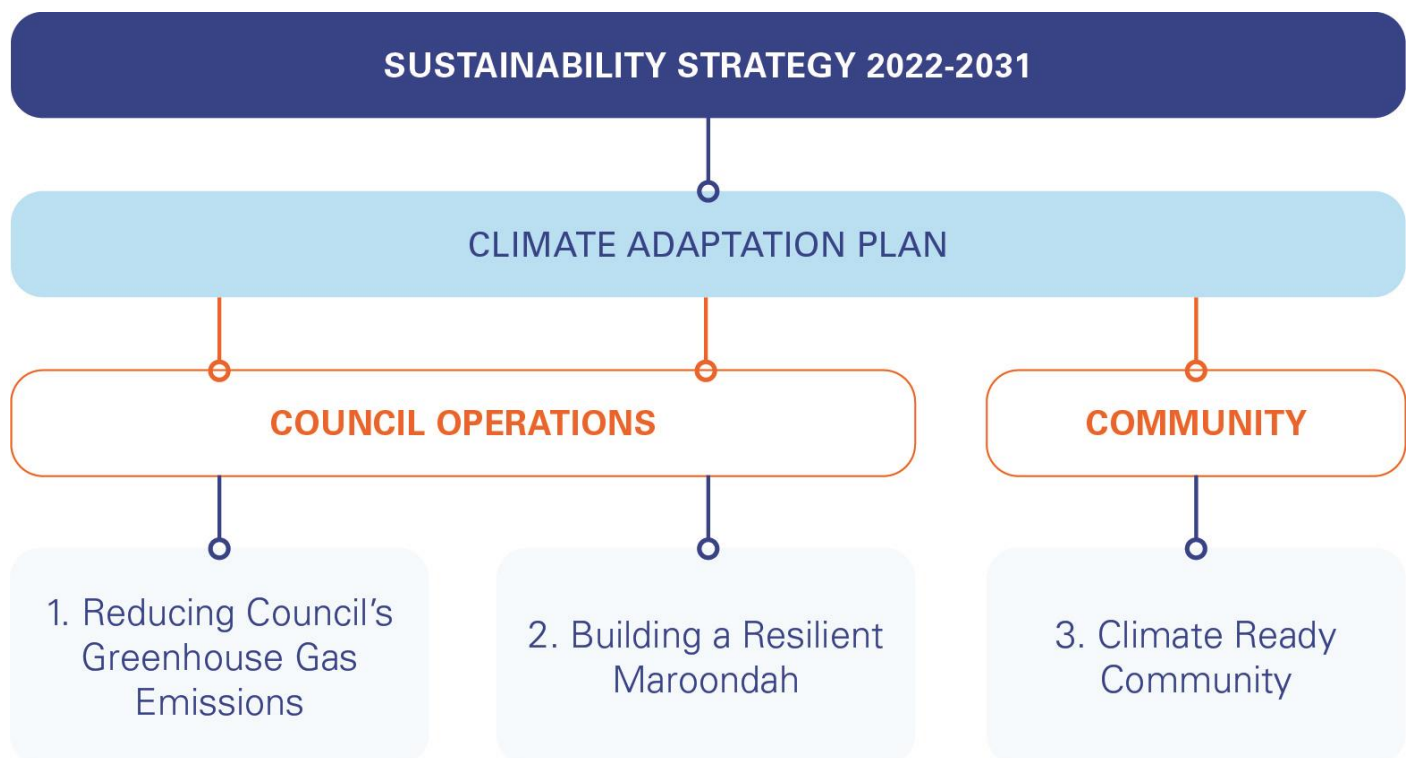 SUSTAINABILITY STRATEGY 2022-2031
CLIMATE ADAPTATION PLAN
COUNCIL OPERATIONS
COMMUNITY
1. Reducing Council’s
Greenhouse Gas
Emissions
2. Building a Resilient
Maroondah
3. Climate Ready
Community